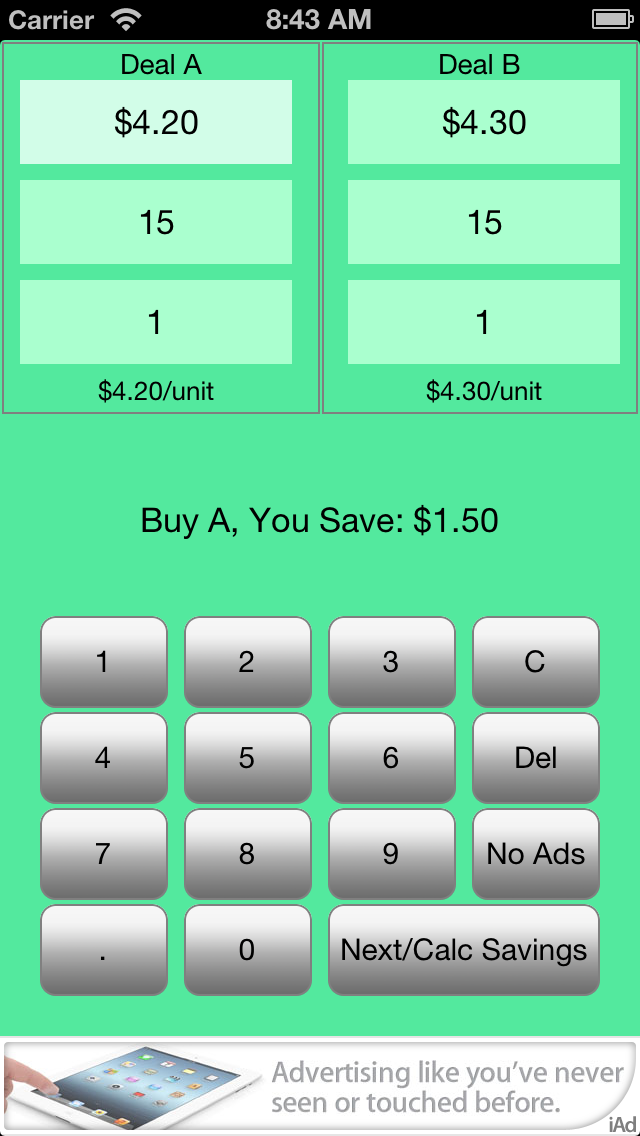 Carrier 8:43 AM
Deal A Deal B
$4.20 $4.30
15 15
1 1
$4.20/unit $4.30/unit
Buy A, You Save: $1.50
1 2 3 C
4 5 6 Del
7 8 9 No Ads
. 0 Next/Calc Savings
Advertising like you've never
seen or touched before.
iAd